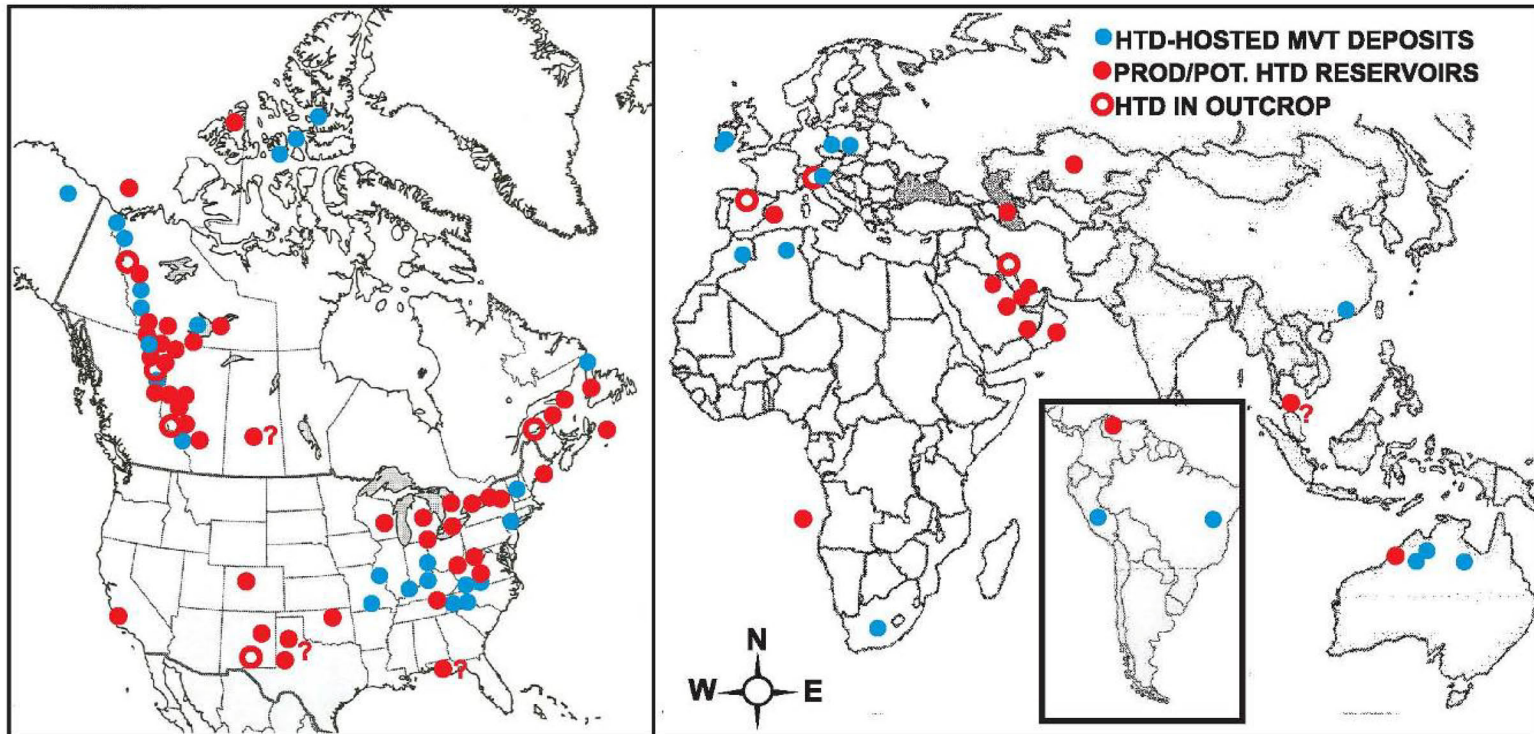 HTD-HOSTED MVT DEPOSITS
PROD/POT. HTD RESERVOIRS
HTD IN OUTCROP
?
?
?
?
N
W E
S